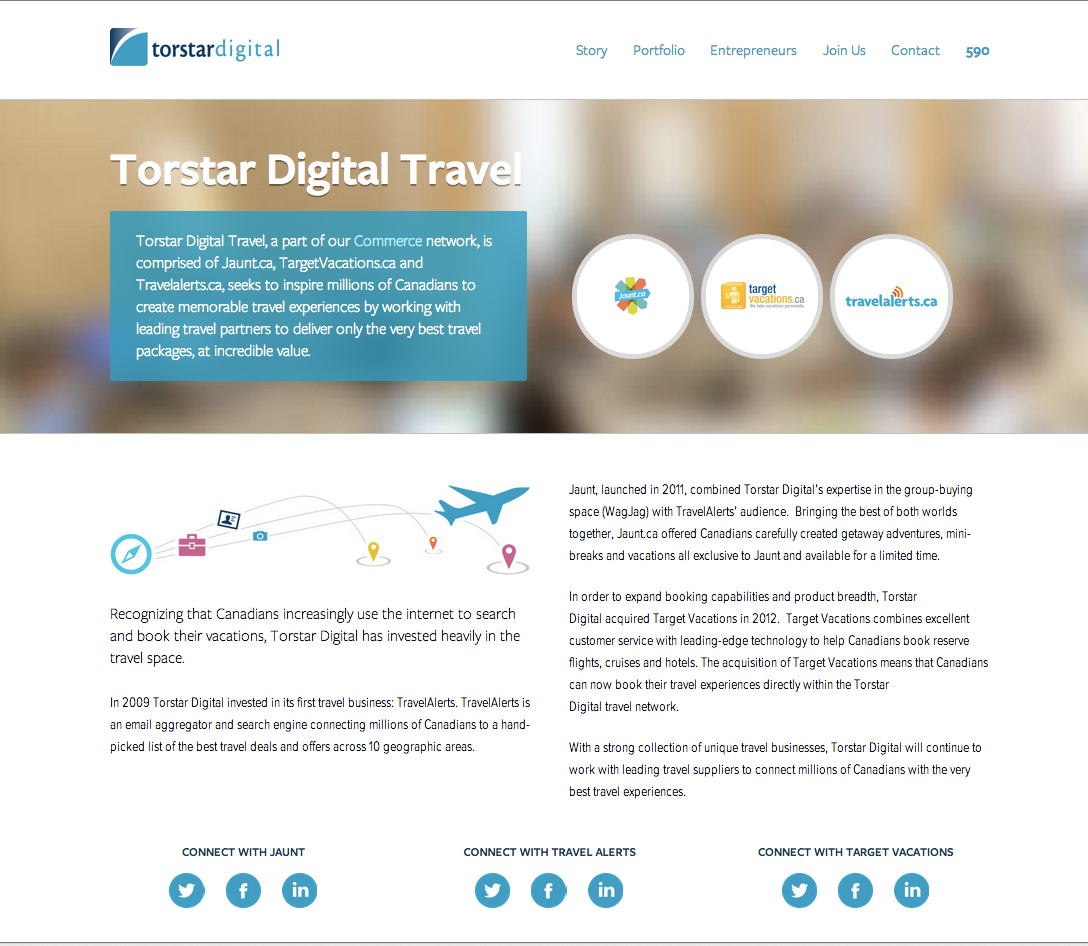 torstardigital
Story Portfolio Entrepreneurs Join Us Contact 590
Torstar Digital Travel
Torstar Digital Travel, a part of our Commerce network, is
comprised of Jaunt.ca, TargetVacations.ca and
Travelalerts.ca, seeks to inspire millions of Canadians to
create memorable travel experiences by working with
leading travel partners to deliver only the very best travel
packages, at incredible value.
Jaunt.ca
target
vacations.ca
We take vacations personally.
travelalerts.ca
Recognizing that Canadians increasingly use the internet to search
and book their vacations, Torstar Digital has invested heavily in the
travel space.
In 2009 Torstar Digital invested in its first travel business: TravelAlerts. TravelAlerts is
an email aggregator and search engine connecting millions of Canadians to a hand-
picked list of the best travel deals and offers across 10 geographic areas.
Jaunt, launched in 2011, combined Torstar Digital's expertise in the group-buying
space (WagJag) with TravelAlerts' audience.  Bringing the best of both worlds
together, Jaunt.ca offered Canadians carefully created getaway adventures, mini-
breaks and vacations all exclusive to Jaunt and available for a limited time.
In order to expand booking capabilities and product breadth, Torstar
Digital acquired Target Vacations in 2012.  Target Vacations combines excellent
customer service with leading-edge technology to help Canadians book reserve
flights, cruises and hotels. The acquisition of Target Vacations means that Canadians
can now book their travel experiences directly within the Torstar
Digital travel network.
With a strong collection of unique travel businesses, Torstar Digital will continue to
work with leading travel suppliers to connect millions of Canadians with the very
best travel experiences.
CONNECT WITH JAUNT
CONNECT WITH TRAVEL ALERTS
CONNECT WITH TARGET VACATIONS
f in
f in
f in